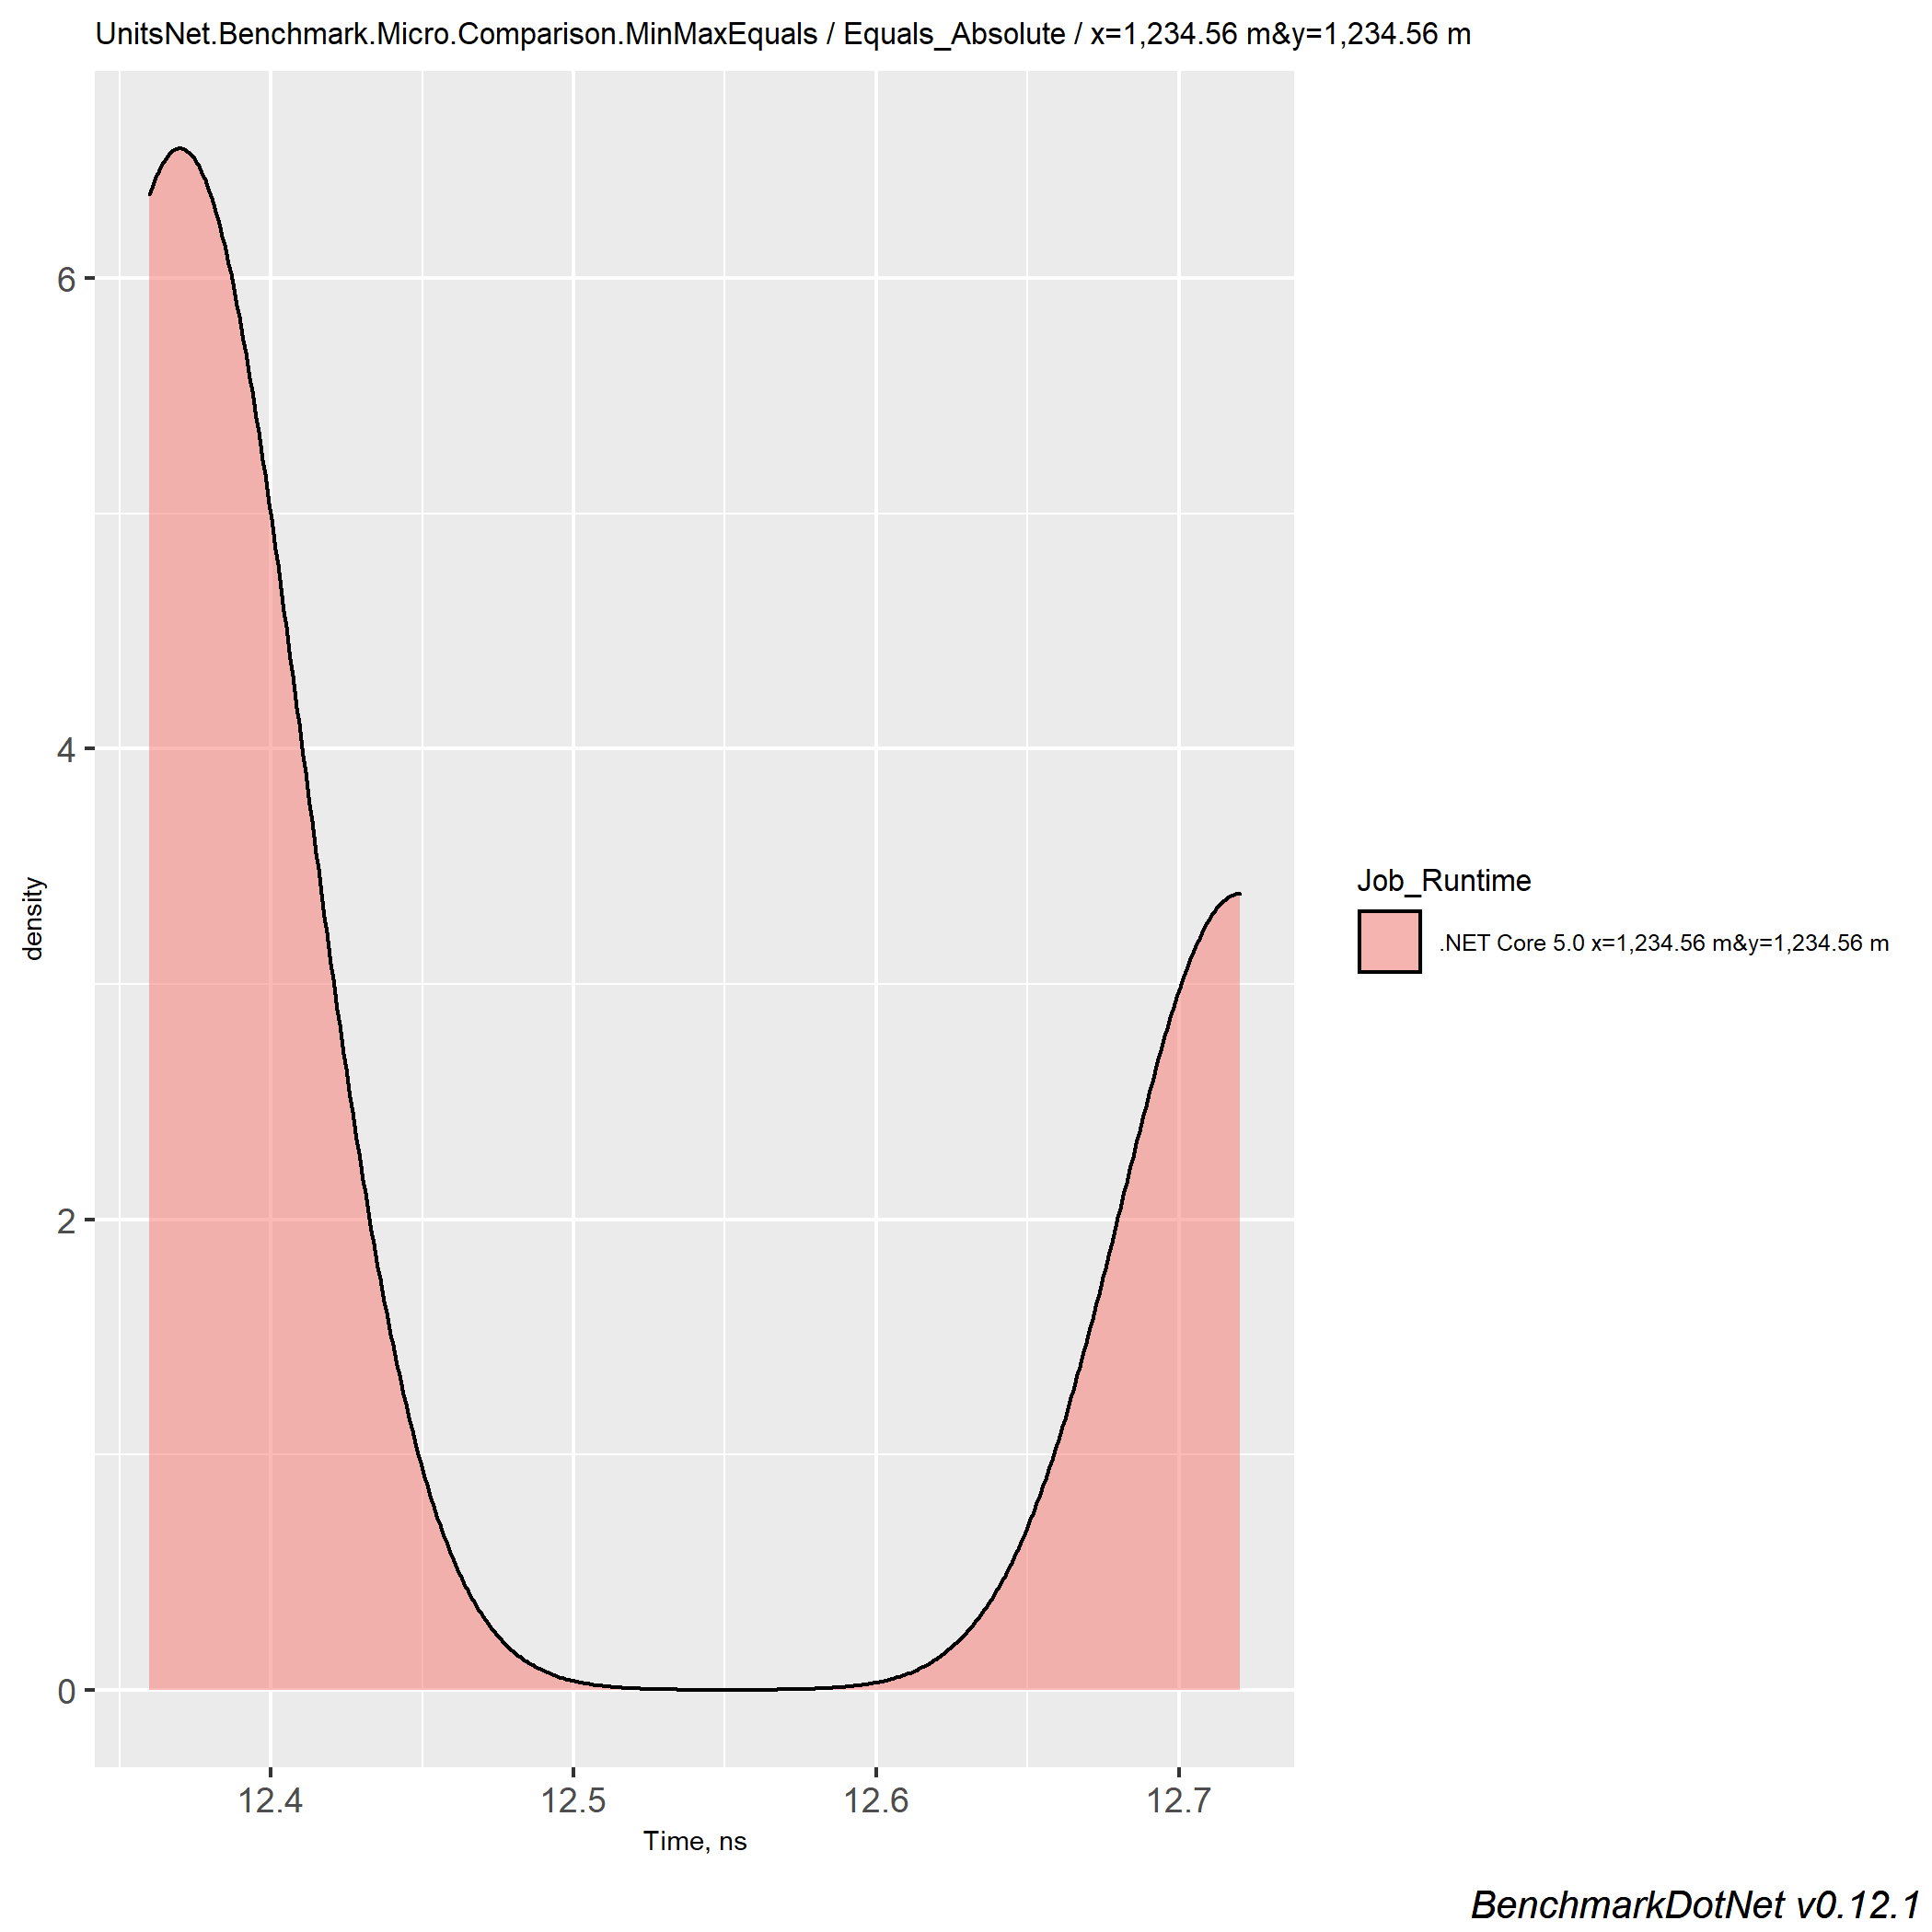 UnitsNet.Benchmark.Micro.Comparison.MinMaxEquals / Equals_Absolute / x=1,234.56 m&y=1,234.56 m
6
4
2
0
density
12.4 12.5 12.6 12.7
Time, ns
Job_Runtime
.NET Core 5.0 x=1,234.56 m&y=1,234.56 m
BenchmarkDotNet v0.12.1